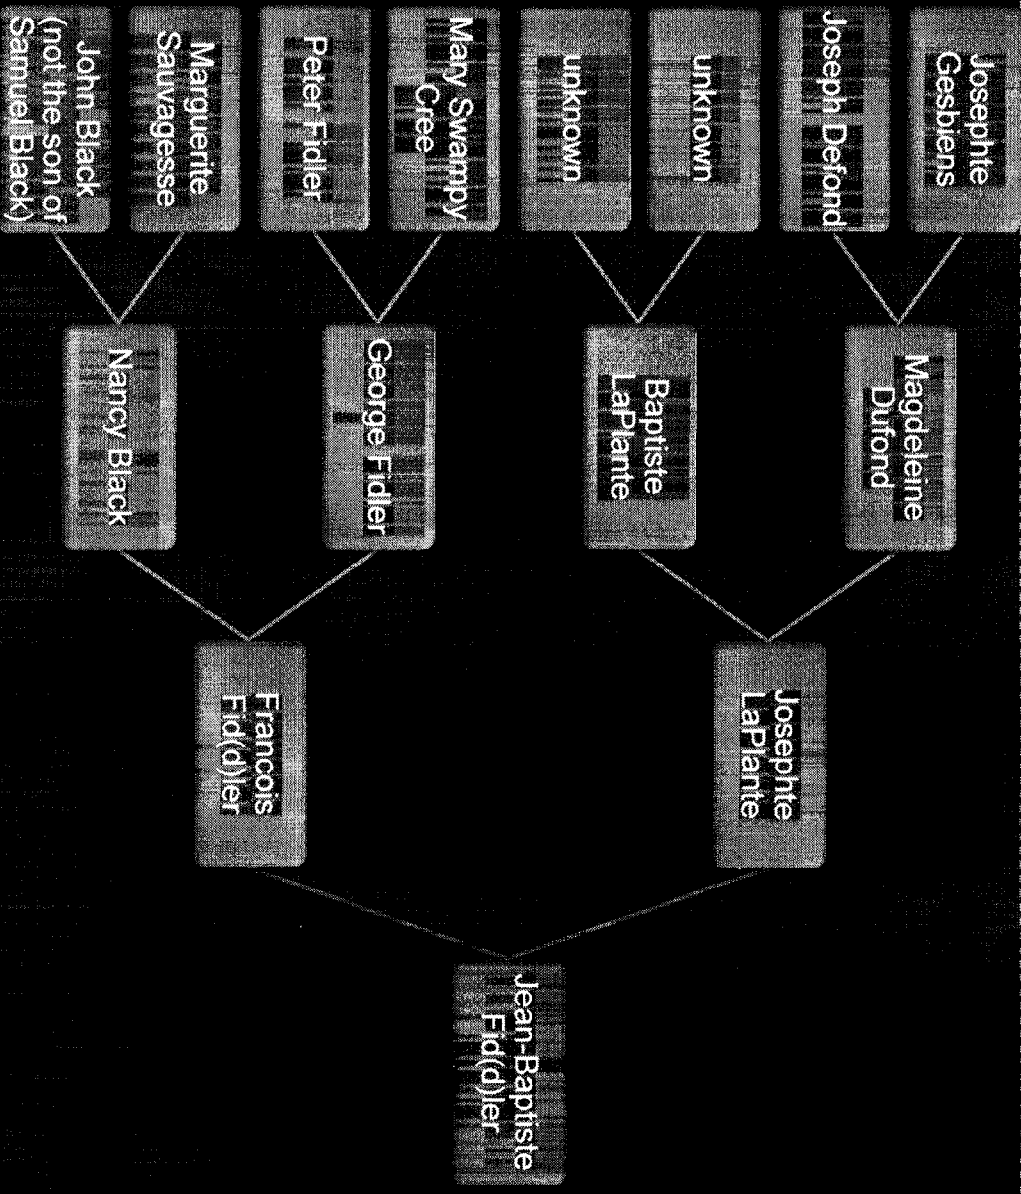 Josephte
Gesbiens
Joseph Defond
unknown
unknown
Mary Swampy
Cree
Peter Fidler
Marguerite
Sauvagesse
John Black
(not the son of
Samuel Black)
Magdeleine
Dufond
Baptiste
LaPlante
George Fidler
Nancy Black
Josephte
LaPlante
Francois
Fid(d)ler
Jean-Baptiste
Fid(d)ler